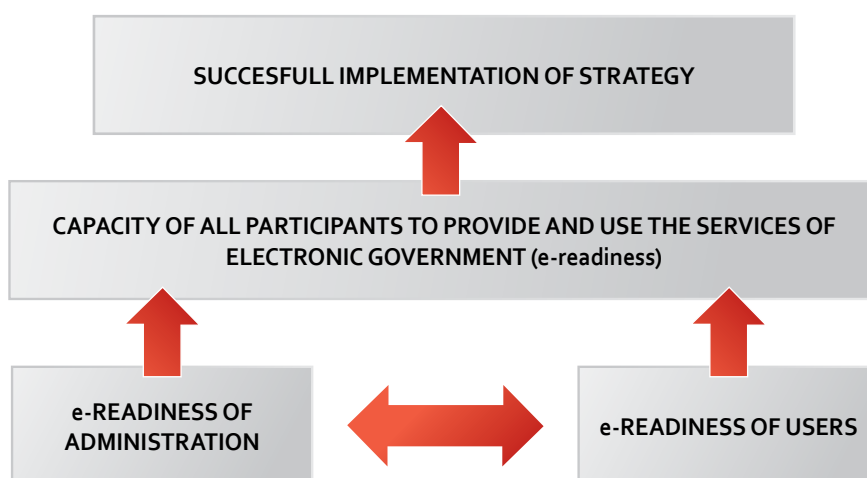 SUCCESFULL IMPLEMENTATION OF STRATEGY
CAPACITY OF ALL PARTICIPANTS TO PROVIDE AND USE THE SERVICES OF
ELECTRONIC GOVERNMENT (e-readiness)
e-READINESS OF
ADMINISTRATION
e-READINESS OF USERS